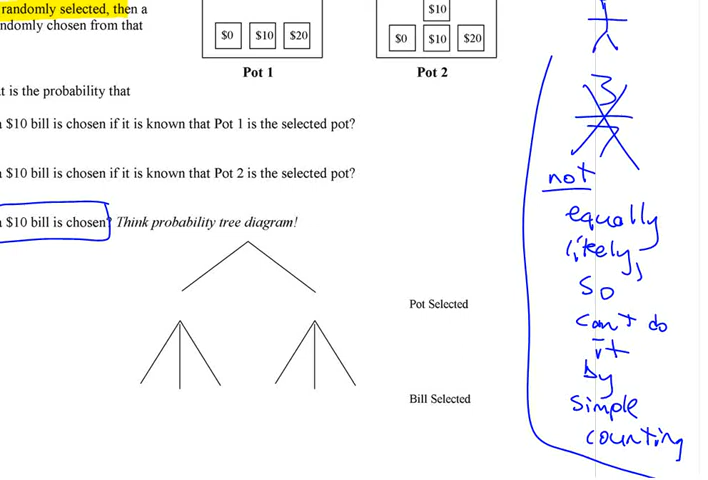 randomly selected, then a
ndomly chosen from that
$0 $10 $20
Pot 1
$10
$0 $10 $20
Pot 2
t is the probability that
$10 bill is chosen if it is known that Pot 1 is the selected pot?
$10 bill is chosen if it is known that Pot 2 is the selected pot?
$10 bill is chosen? Think probability tree diagram!
Pot Selected
Bill Selected
3
not
equally
likely,
so
can't do
it
by
simple
counting